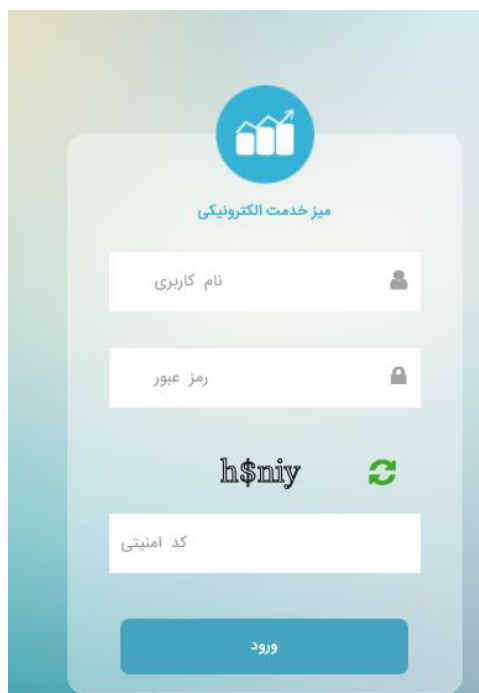 میز خدمت الکترونیکی
نام کاربری
رمز عبور
h$niy
کد امنیتی
ورود